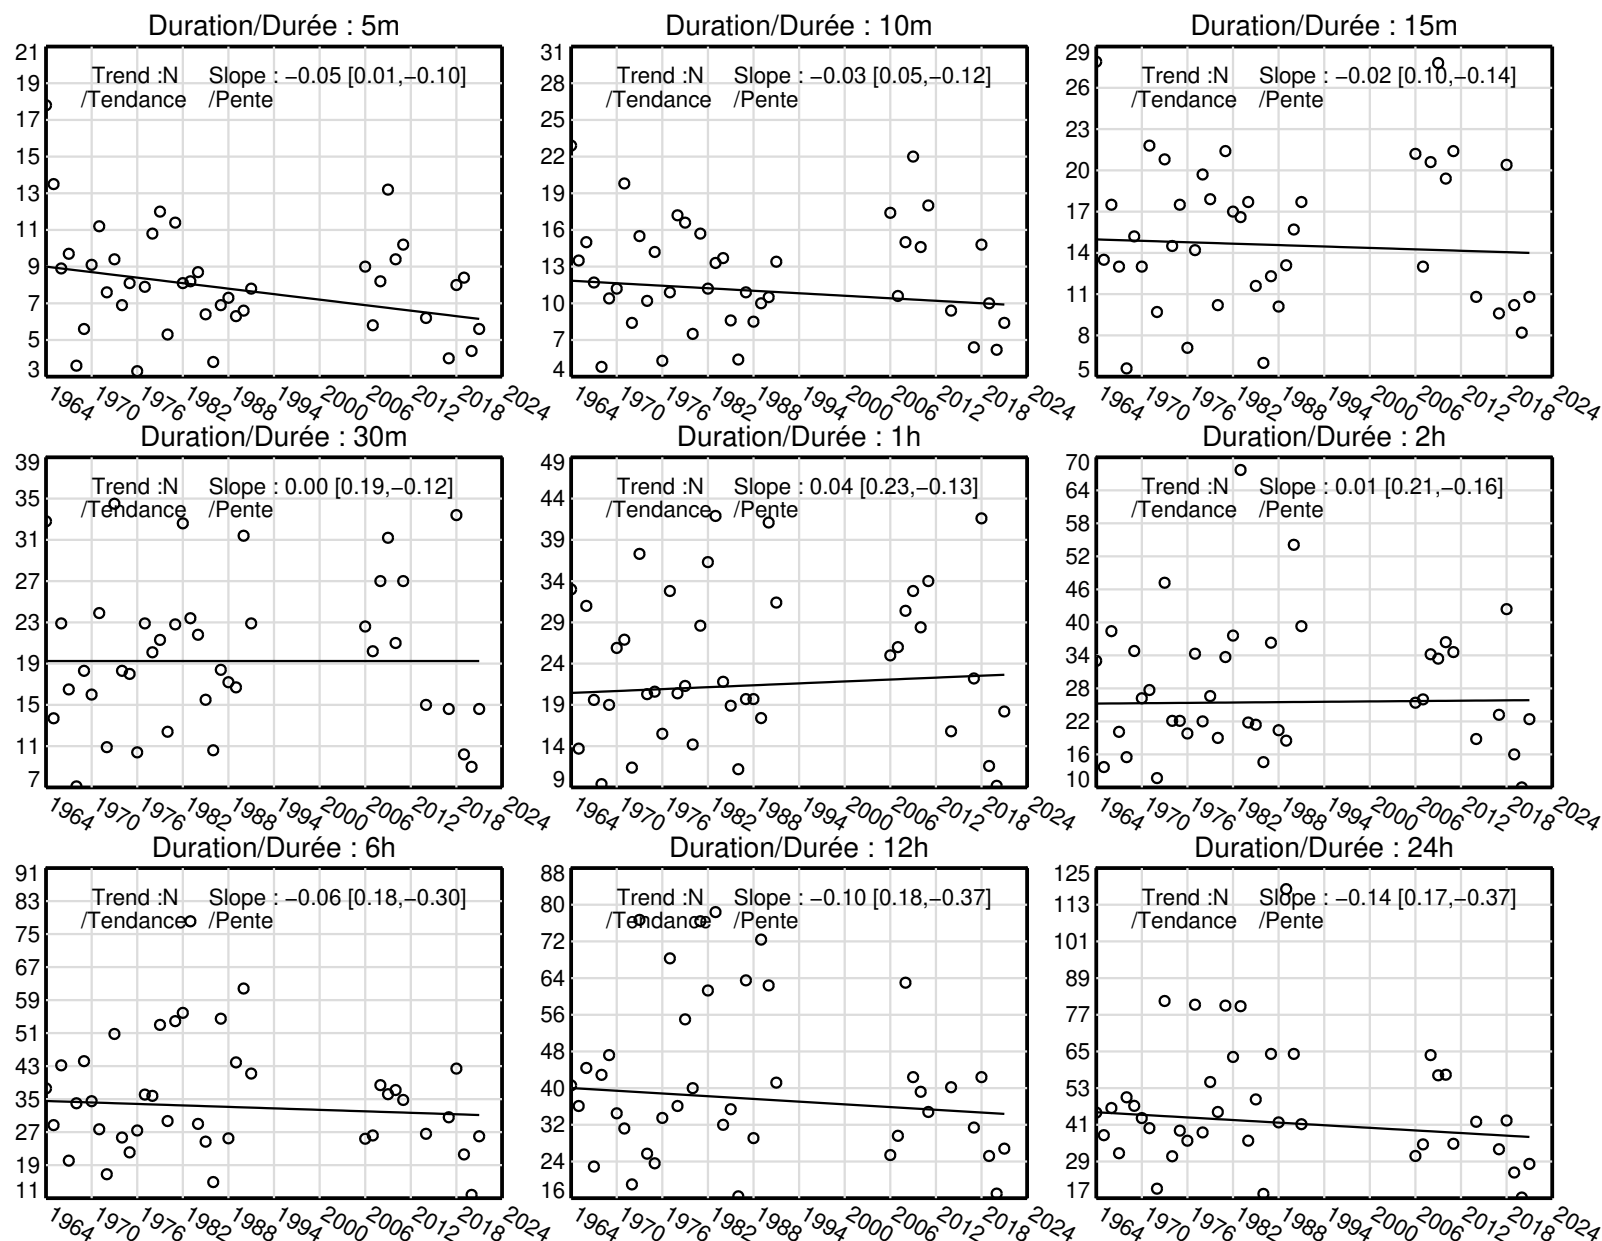 Duration/Durée : 5m
Trend :N Slope : −0.05 [0.01,−0.10]
/Tendance /Pente
21
19
17
15
13
11
9
7
5
3
1964 1970 1976 1982 1988 1994 2000 2006 2012 2018 2024
Duration/Durée : 10m
Trend :N Slope : −0.03 [0.05,−0.12]
/Tendance /Pente
31
28
25
22
19
16
13
10
7
4
1964 1970 1976 1982 1988 1994 2000 2006 2012 2018 2024
Duration/Durée : 15m
Trend :N Slope : −0.02 [0.10,−0.14]
/Tendance /Pente
29
26
23
20
17
14
11
8
5
1964 1970 1976 1982 1988 1994 2000 2006 2012 2018 2024
Duration/Durée : 30m
Trend :N Slope : 0.00 [0.19,−0.12]
/Tendance /Pente
39
35
31
27
23
19
15
11
7
1964 1970 1976 1982 1988 1994 2000 2006 2012 2018 2024
Duration/Durée : 1h
Trend :N Slope : 0.04 [0.23,−0.13]
/Tendance /Pente
49
44
39
34
29
24
19
14
9
1964 1970 1976 1982 1988 1994 2000 2006 2012 2018 2024
Duration/Durée : 2h
Trend :N Slope : 0.01 [0.21,−0.16]
/Tendance /Pente
70
64
58
52
46
40
34
28
22
16
10
1964 1970 1976 1982 1988 1994 2000 2006 2012 2018 2024
Duration/Durée : 6h
Trend :N Slope : −0.06 [0.18,−0.30]
/Tendance /Pente
91
83
75
67
59
51
43
35
27
19
11
1964 1970 1976 1982 1988 1994 2000 2006 2012 2018 2024
Duration/Durée : 12h
Trend :N Slope : −0.10 [0.18,−0.37]
/Tendance /Pente
88
80
72
64
56
48
40
32
24
16
1964 1970 1976 1982 1988 1994 2000 2006 2012 2018 2024
Duration/Durée : 24h
Trend :N Slope : −0.14 [0.17,−0.37]
/Tendance /Pente
125
113
101
89
77
65
53
41
29
17
1964 1970 1976 1982 1988 1994 2000 2006 2012 2018 2024